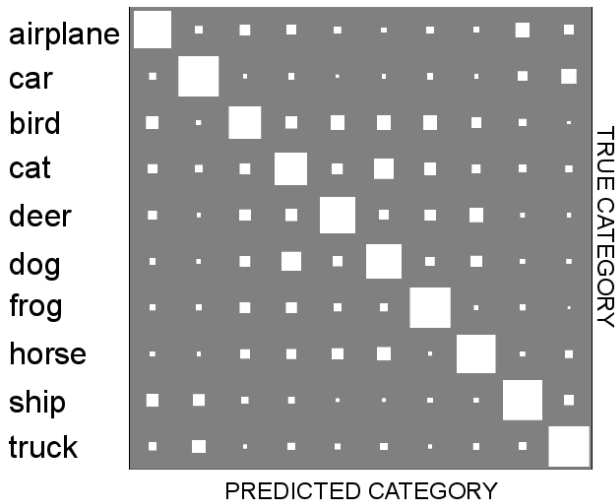 airplane
car
bird
cat
deer
dog
frog
horse
ship
truck
TRUE CATEGORY
PREDICTED CATEGORY